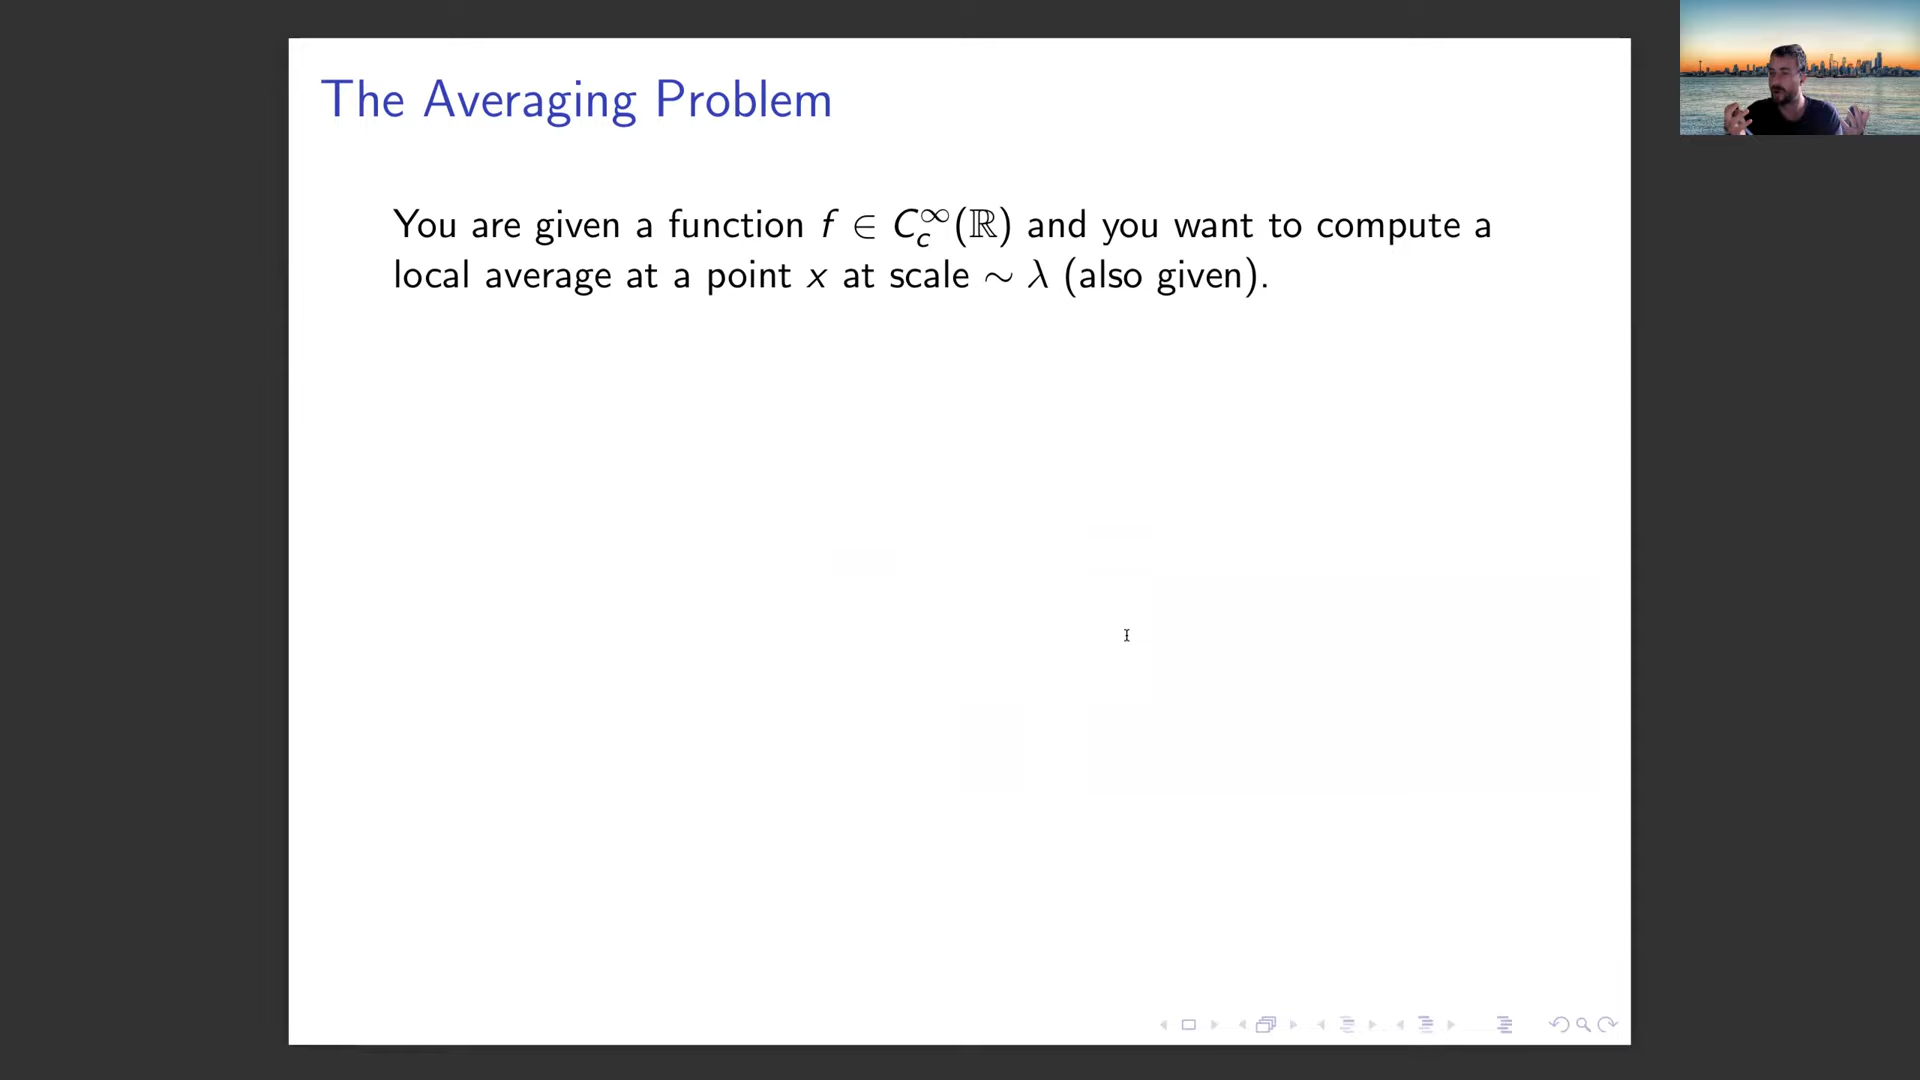 The Averaging Problem
You are given a function f ∈ C_c^∞(ℝ) and you want to compute a
local average at a point x at scale ∼ λ (also given).